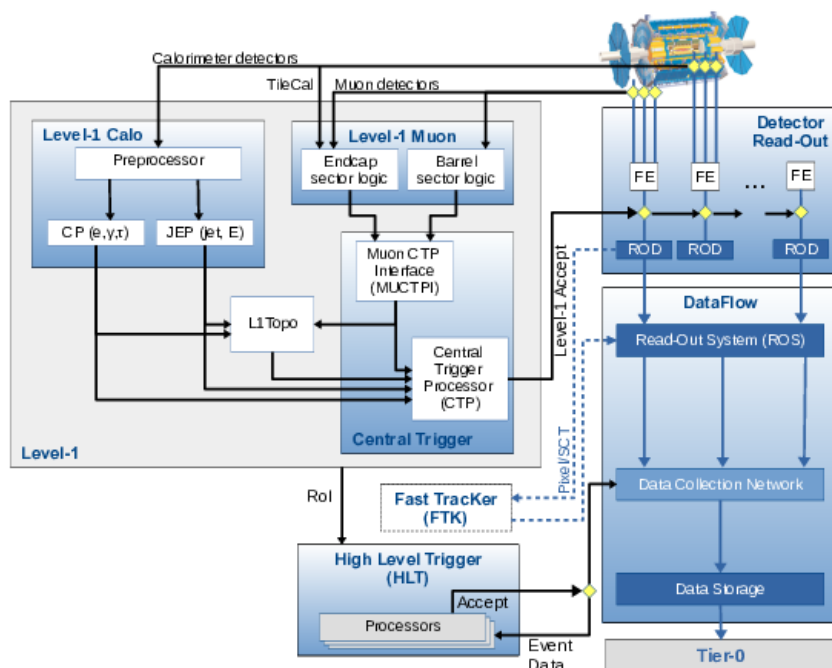 Calorimeter detectors
TileCal
Muon detectors
Level-1 Calo
Preprocessor
CP (e,γ,τ)
JEP (jet, E)
Level-1 Muon
Endcap
sector logic
Barrel
sector logic
Muon CTP
Interface
(MUCTPI)
L1Topo
Central
Trigger
Processor
(CTP)
Central Trigger
Level-1
Level-1 Accept
Detector
Read-Out
FE
FE
...
FE
ROD
ROD
ROD
DataFlow
Read-Out System (ROS)
Pixel/SCT
Data Collection Network
Data Storage
Tier-0
RoI
Fast TracKer
(FTK)
High Level Trigger
(HLT)
Accept
Processors
Event
Data